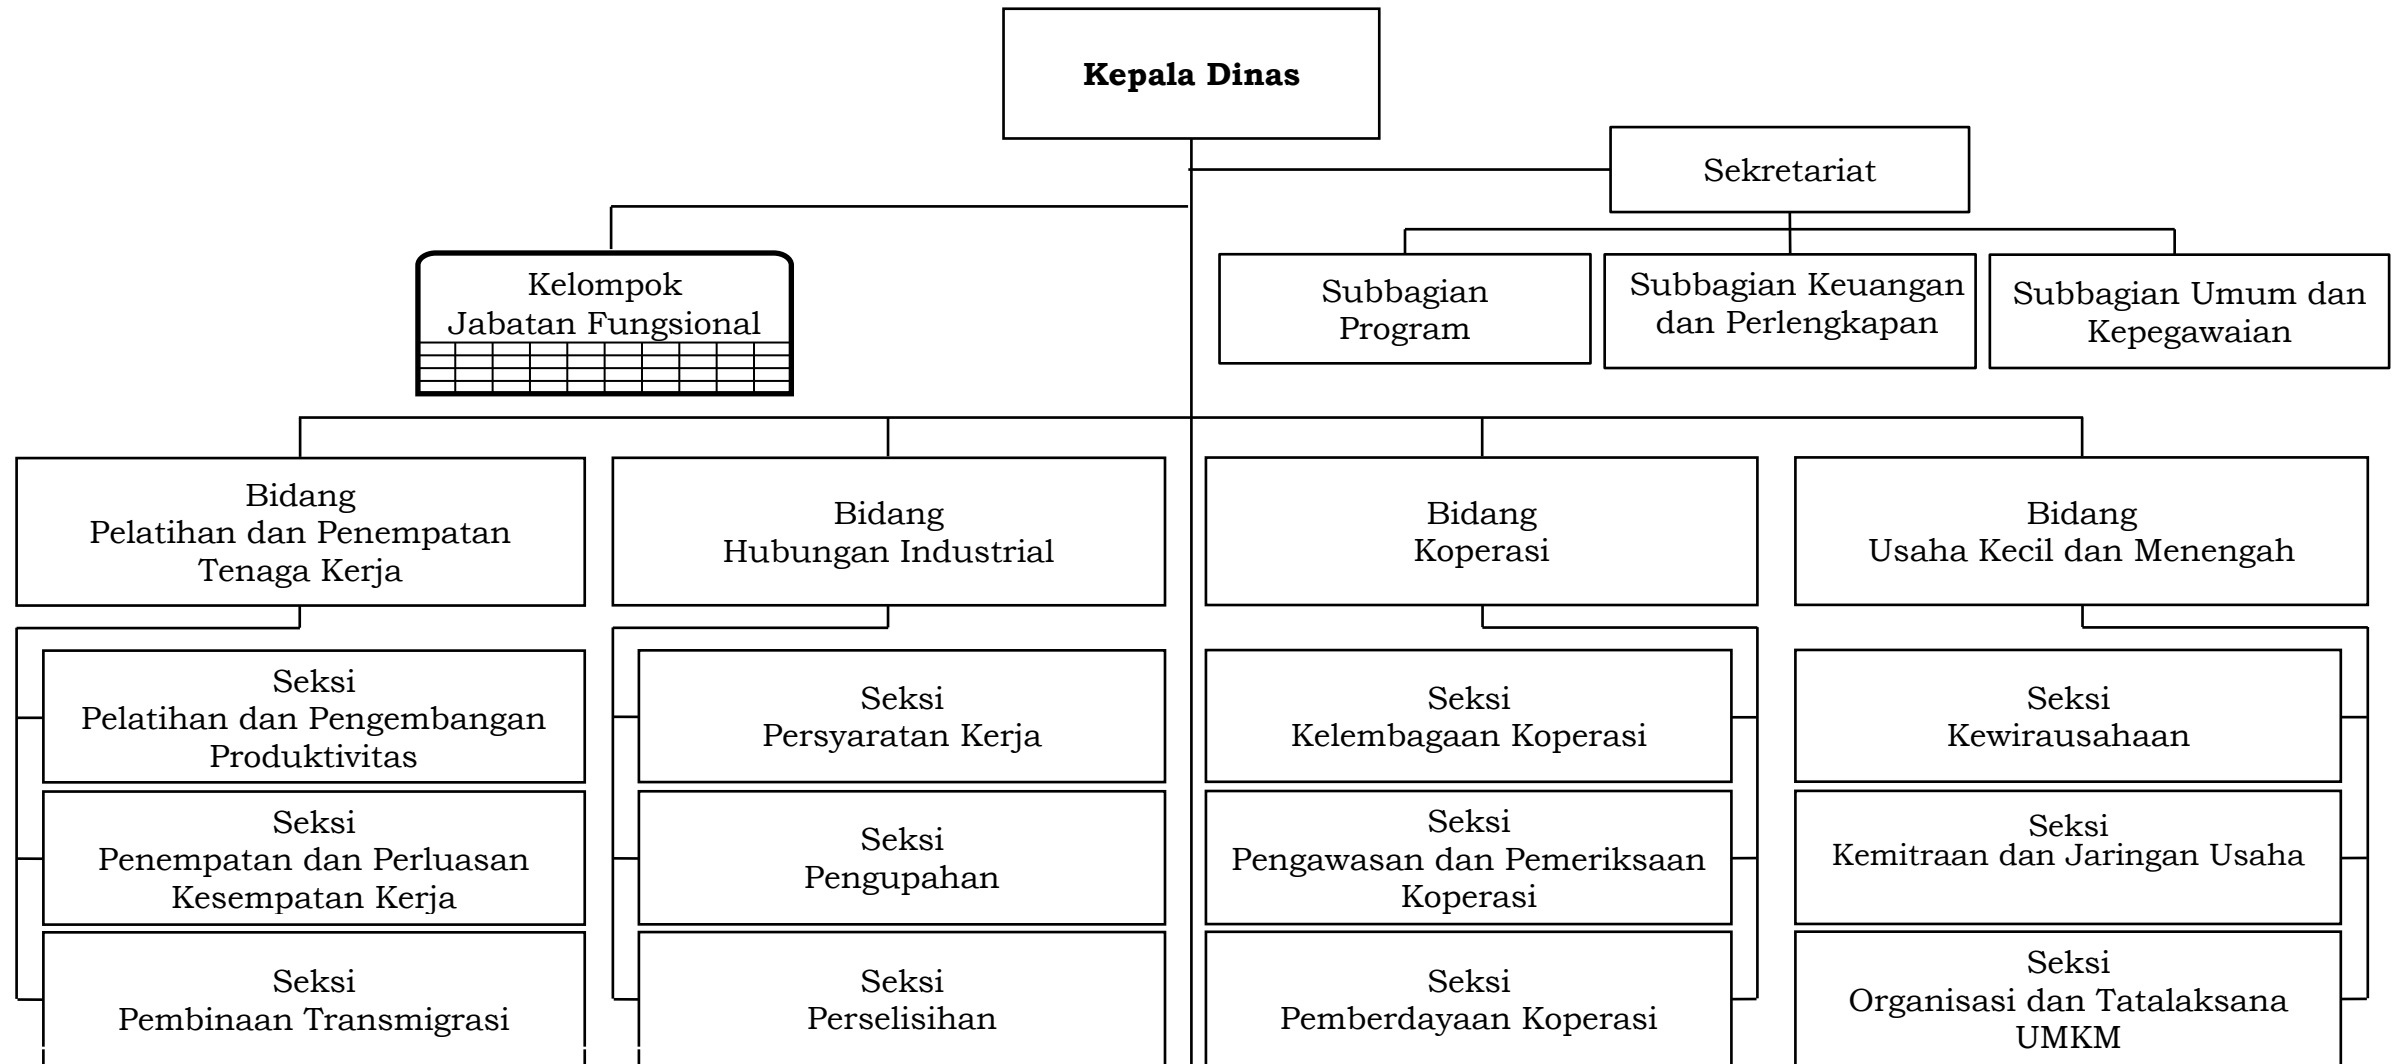 Kepala Dinas
Sekretariat
Kelompok
Jabatan Fungsional
Subbagian
Program
Subbagian Keuangan
dan Perlengkapan
Subbagian Umum dan
Kepegawaian
Bidang
Pelatihan dan Penempatan
Tenaga Kerja
Bidang
Hubungan Industrial
Bidang
Koperasi
Bidang
Usaha Kecil dan Menengah
Seksi
Pelatihan dan Pengembangan
Produktivitas
Seksi
Persyaratan Kerja
Seksi
Kelembagaan Koperasi
Seksi
Kewirausahaan
Seksi
Penempatan dan Perluasan
Kesempatan Kerja
Seksi
Pengupahan
Seksi
Pengawasan dan Pemeriksaan
Koperasi
Seksi
Kemitraan dan Jaringan Usaha
Seksi
Pembinaan Transmigrasi
Seksi
Perselisihan
Seksi
Pemberdayaan Koperasi
Seksi
Organisasi dan Tatalaksana
UMKM